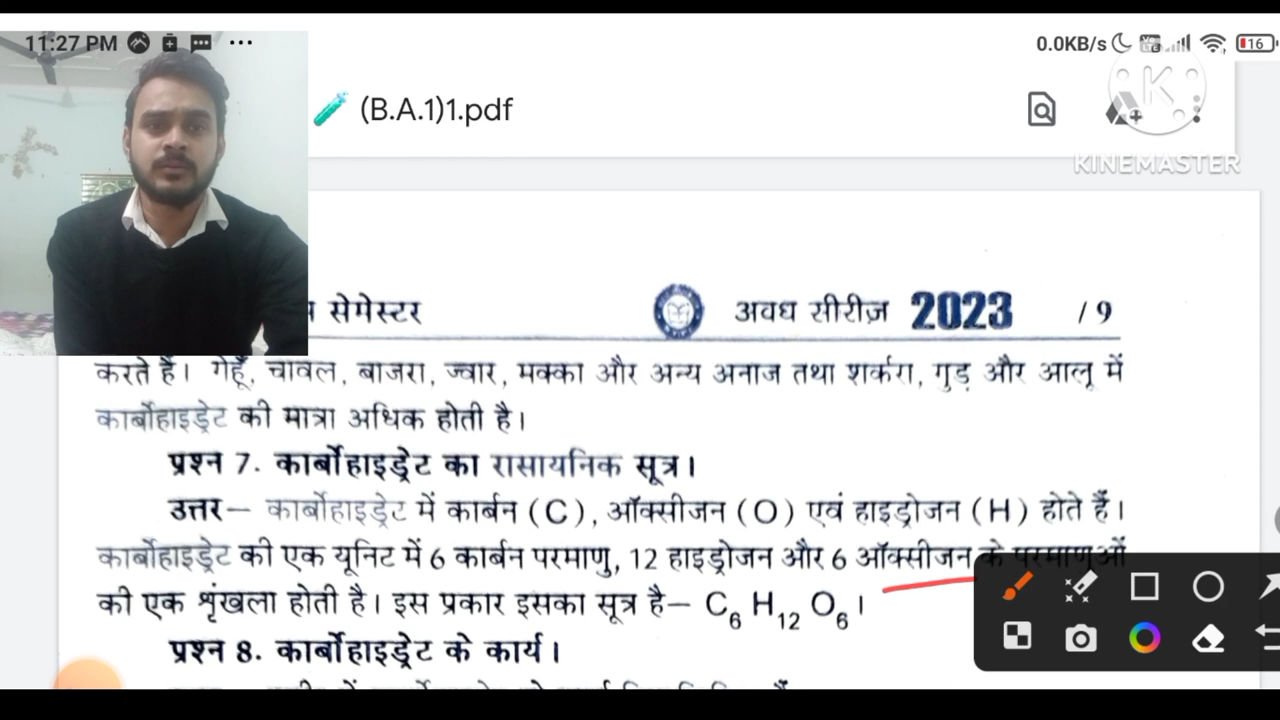 11:27 PM
0.0KB/s
16
(B.A.1)1.pdf
K
KINEMASTER
सेमेस्टर
अवध सीरीज़ 2023 / 9
करते हैं। गेहूँ, चावल, बाजरा, ज्वार, मक्का और अन्य अनाज तथा शर्करा, गुड़ और आलू में
कार्बोहाइड्रेट की मात्रा अधिक होती है।
प्रश्न 7. कार्बोहाइड्रेट का रासायनिक सूत्र।
उत्तर– कार्बोहाइड्रेट में कार्बन (C), ऑक्सीजन (O) एवं हाइड्रोजन (H) होते हैं।
कार्बोहाइड्रेट की एक यूनिट में 6 कार्बन परमाणु, 12 हाइड्रोजन और 6 ऑक्सीजन के परमाणुओं
की एक श्रृंखला होती है। इस प्रकार इसका सूत्र है– C6 H12 O6।
प्रश्न 8. कार्बोहाइड्रेट के कार्य।